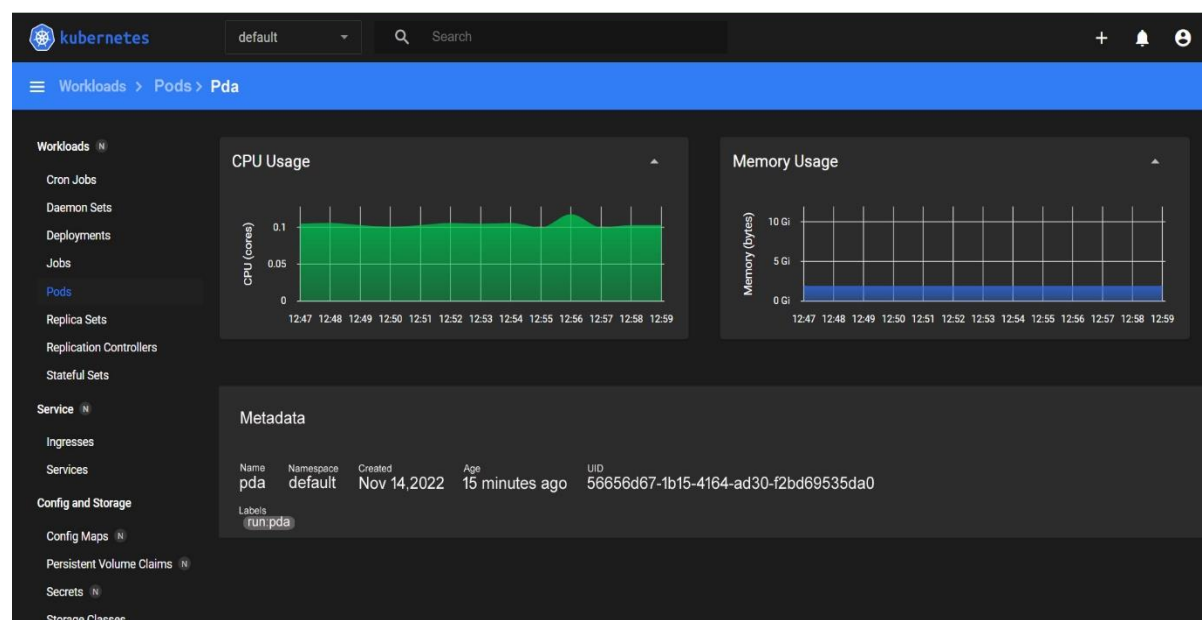 kubernetes
default
Search
Workloads > Pods > Pda
Workloads N
Cron Jobs
Daemon Sets
Deployments
Jobs
Pods
Replica Sets
Replication Controllers
Stateful Sets
Service N
Ingresses
Services
Config and Storage
Config Maps N
Persistent Volume Claims N
Secrets N
Storage Classes
CPU Usage
CPU (cores)
0.1
0.05
0
12:47 12:48 12:49 12:50 12:51 12:52 12:53 12:54 12:55 12:56 12:57 12:58 12:59
Memory Usage
Memory (bytes)
10 Gi
5 Gi
0 Gi
12:47 12:48 12:49 12:50 12:51 12:52 12:53 12:54 12:55 12:56 12:57 12:58 12:59
Metadata
Name Namespace Created Age UID
pda default Nov 14,2022 15 minutes ago 56656d67-1b15-4164-ad30-f2bd69535da0
Labels
run:pda